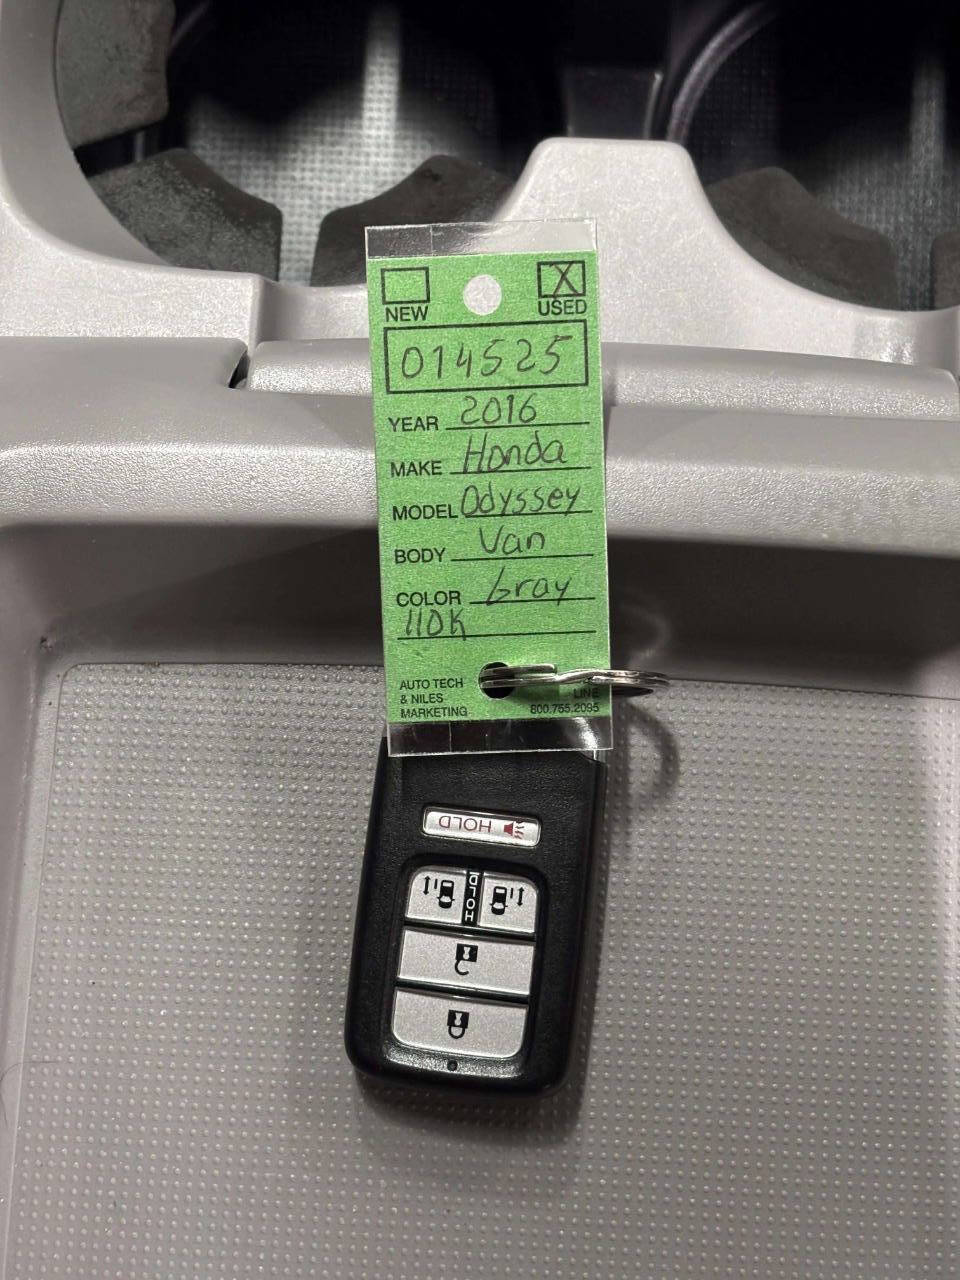 NEW
X
USED
014525
YEAR 2016
MAKE Honda
MODEL Odyssey
BODY Van
COLOR Gray
110K
AUTO TECH
& NILES
MARKETING
LINE
800.755.2095
HOLD
HOLD